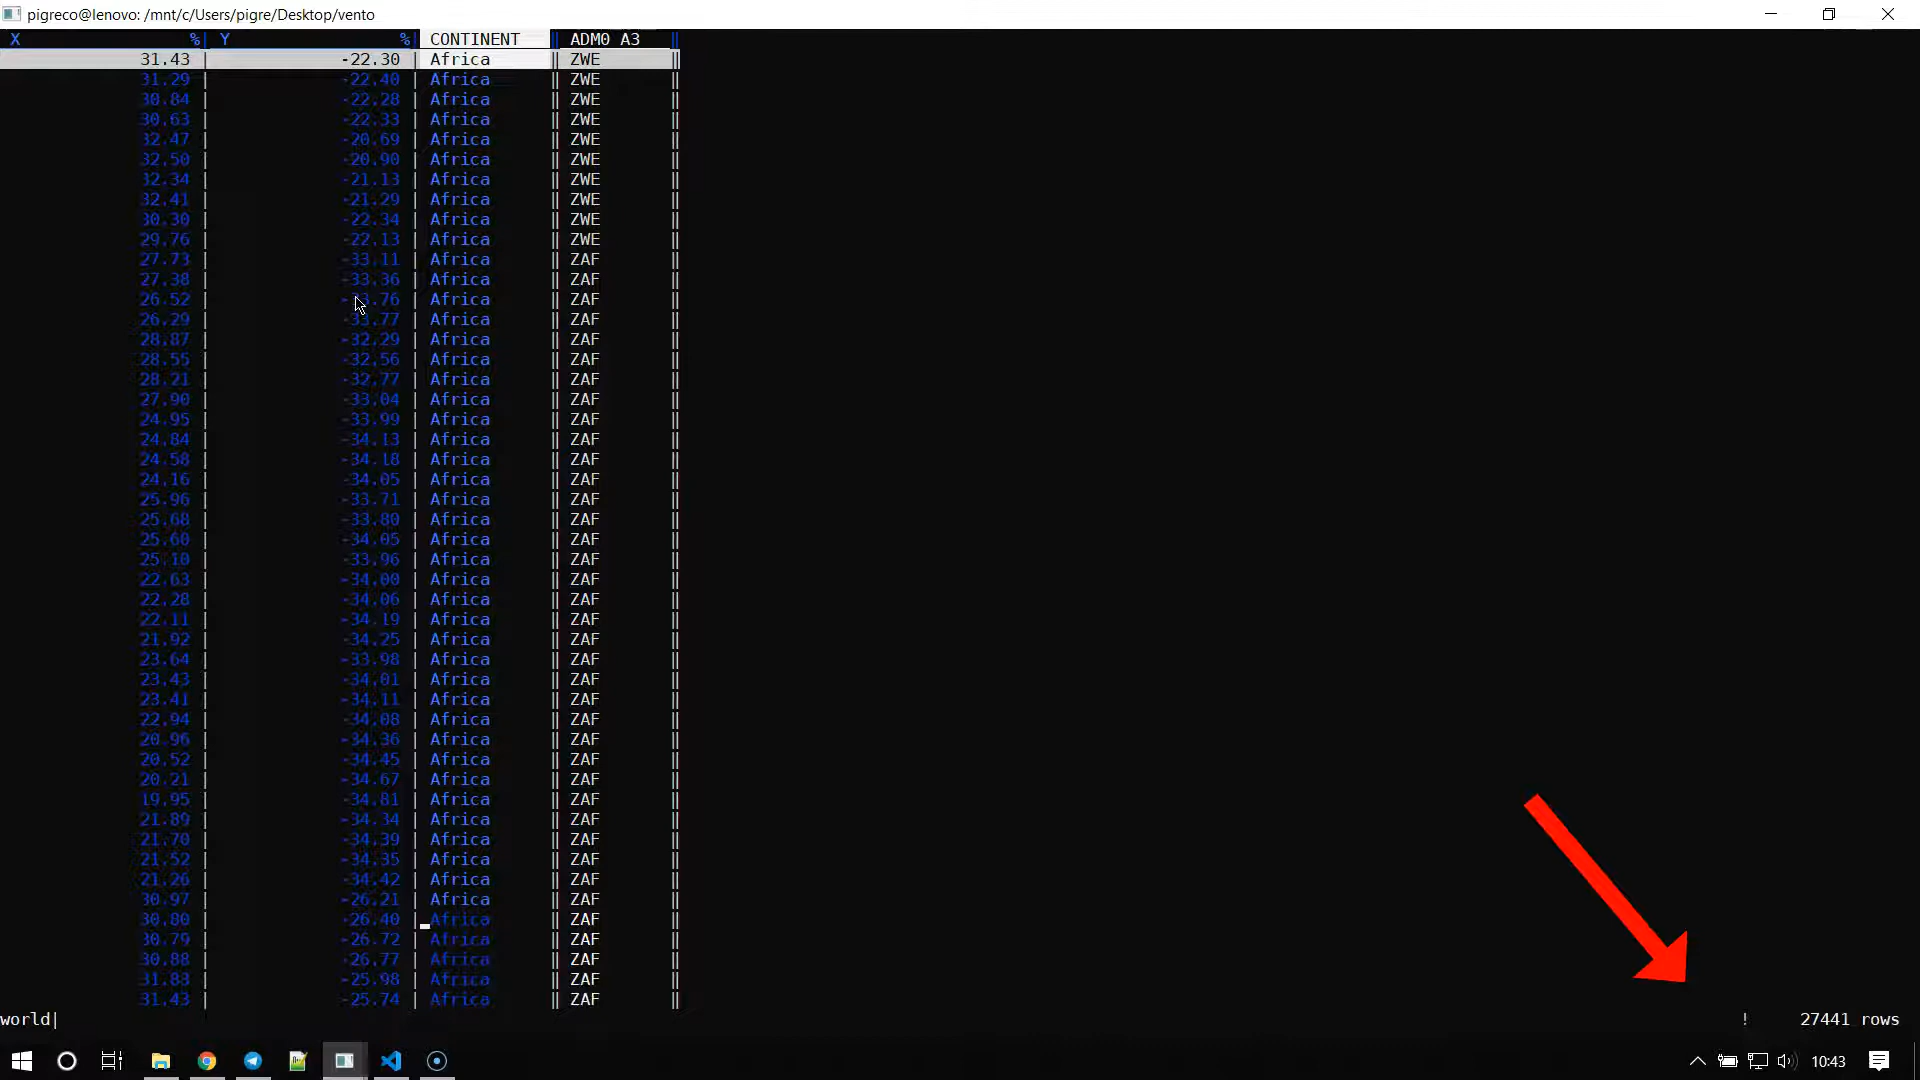 pigreco@lenovo: /mnt/c/Users/pigre/Desktop/vento
X %| Y %| CONTINENT ‖ ADM0_A3 ‖
31.43 | -22.30 | Africa ‖ ZWE ‖
31.29 | -22.40 | Africa ‖ ZWE ‖
30.84 | -22.28 | Africa ‖ ZWE ‖
30.63 | -22.33 | Africa ‖ ZWE ‖
32.47 | -20.69 | Africa ‖ ZWE ‖
32.50 | -20.90 | Africa ‖ ZWE ‖
32.34 | -21.13 | Africa ‖ ZWE ‖
32.41 | -21.29 | Africa ‖ ZWE ‖
30.30 | -22.34 | Africa ‖ ZWE ‖
29.76 | -22.13 | Africa ‖ ZWE ‖
27.73 | -33.11 | Africa ‖ ZAF ‖
27.38 | -33.36 | Africa ‖ ZAF ‖
26.52 | -33.76 | Africa ‖ ZAF ‖
26.29 | -33.77 | Africa ‖ ZAF ‖
28.87 | -32.29 | Africa ‖ ZAF ‖
28.55 | -32.56 | Africa ‖ ZAF ‖
28.21 | -32.77 | Africa ‖ ZAF ‖
27.90 | -33.04 | Africa ‖ ZAF ‖
24.95 | -33.99 | Africa ‖ ZAF ‖
24.84 | -34.13 | Africa ‖ ZAF ‖
24.58 | -34.18 | Africa ‖ ZAF ‖
24.16 | -34.05 | Africa ‖ ZAF ‖
25.96 | -33.71 | Africa ‖ ZAF ‖
25.68 | -33.80 | Africa ‖ ZAF ‖
25.60 | -34.05 | Africa ‖ ZAF ‖
25.10 | -33.96 | Africa ‖ ZAF ‖
22.63 | -34.00 | Africa ‖ ZAF ‖
22.28 | -34.06 | Africa ‖ ZAF ‖
22.11 | -34.19 | Africa ‖ ZAF ‖
21.92 | -34.25 | Africa ‖ ZAF ‖
23.64 | -33.98 | Africa ‖ ZAF ‖
23.43 | -34.01 | Africa ‖ ZAF ‖
23.41 | -34.11 | Africa ‖ ZAF ‖
22.94 | -34.08 | Africa ‖ ZAF ‖
20.96 | -34.36 | Africa ‖ ZAF ‖
20.52 | -34.45 | Africa ‖ ZAF ‖
20.21 | -34.67 | Africa ‖ ZAF ‖
19.95 | -34.81 | Africa ‖ ZAF ‖
21.89 | -34.34 | Africa ‖ ZAF ‖
21.70 | -34.39 | Africa ‖ ZAF ‖
21.52 | -34.35 | Africa ‖ ZAF ‖
21.26 | -34.42 | Africa ‖ ZAF ‖
30.97 | -26.21 | Africa ‖ ZAF ‖
30.80 | -26.40 | Africa ‖ ZAF ‖
30.79 | -26.72 | Africa ‖ ZAF ‖
30.88 | -26.77 | Africa ‖ ZAF ‖
31.83 | -25.98 | Africa ‖ ZAF ‖
31.43 | -25.74 | Africa ‖ ZAF ‖
world| ! 27441 rows
10:43